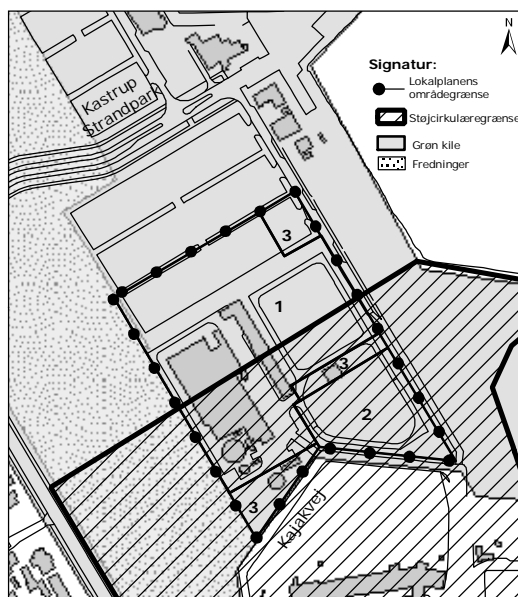 N
Signatur:
Lokalplanens
områdegrænse
Støjcirkulæregrænse
Grøn kile
Fredninger
Kastrup
Strandpark
3
1
3
2
3
Kajakvej